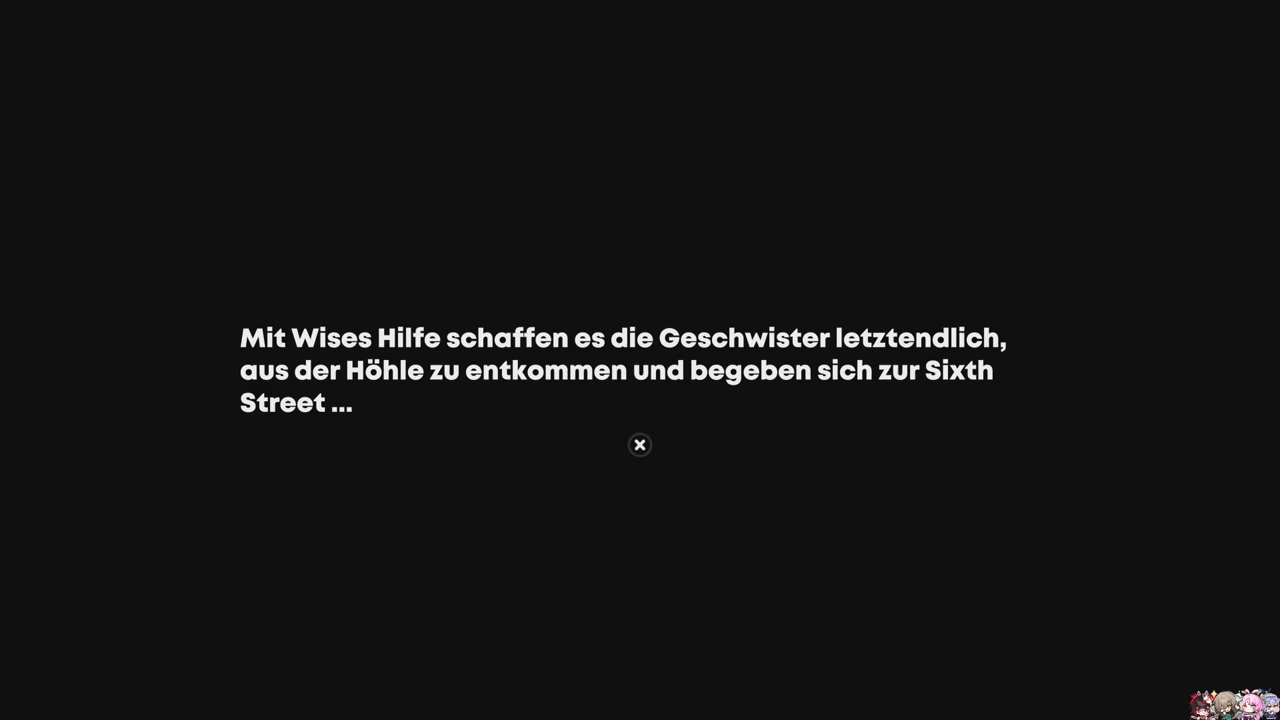 Mit Wises Hilfe schaffen es die Geschwister letztendlich,
aus der Höhle zu entkommen und begeben sich zur Sixth
Street ...